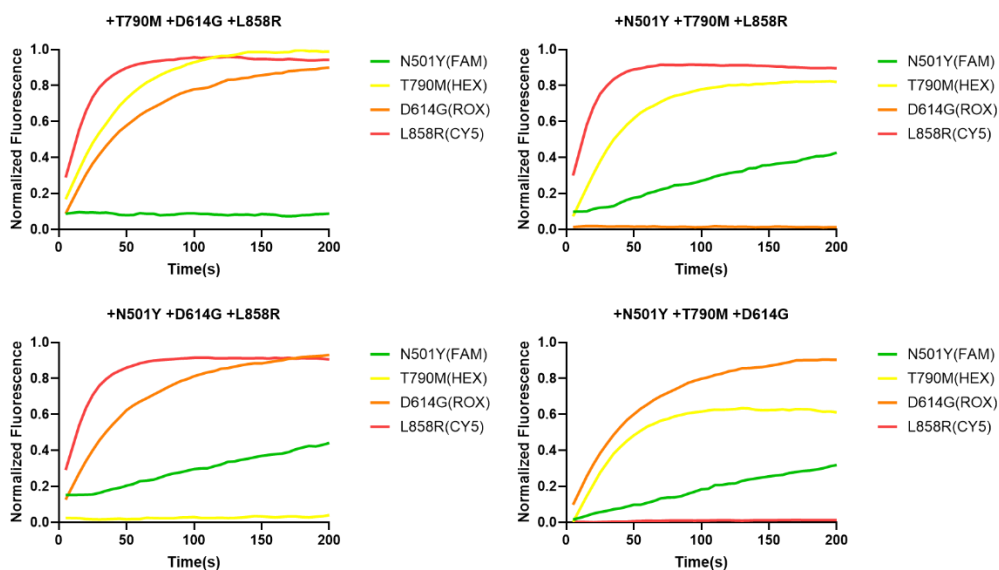 +T790M +D614G +L858R
Normalized Fluorescence
1.0
0.8
0.6
0.4
0.2
0.0
0 50 100 150 200
Time(s)
N501Y(FAM)
T790M(HEX)
D614G(ROX)
L858R(CY5)
+N501Y +T790M +L858R
Normalized Fluorescence
1.0
0.8
0.6
0.4
0.2
0.0
0 50 100 150 200
Time(s)
N501Y(FAM)
T790M(HEX)
D614G(ROX)
L858R(CY5)
+N501Y +D614G +L858R
Normalized Fluorescence
1.0
0.8
0.6
0.4
0.2
0.0
0 50 100 150 200
Time(s)
N501Y(FAM)
T790M(HEX)
D614G(ROX)
L858R(CY5)
+N501Y +T790M +D614G
Normalized Fluorescence
1.0
0.8
0.6
0.4
0.2
0.0
0 50 100 150 200
Time(s)
N501Y(FAM)
T790M(HEX)
D614G(ROX)
L858R(CY5)